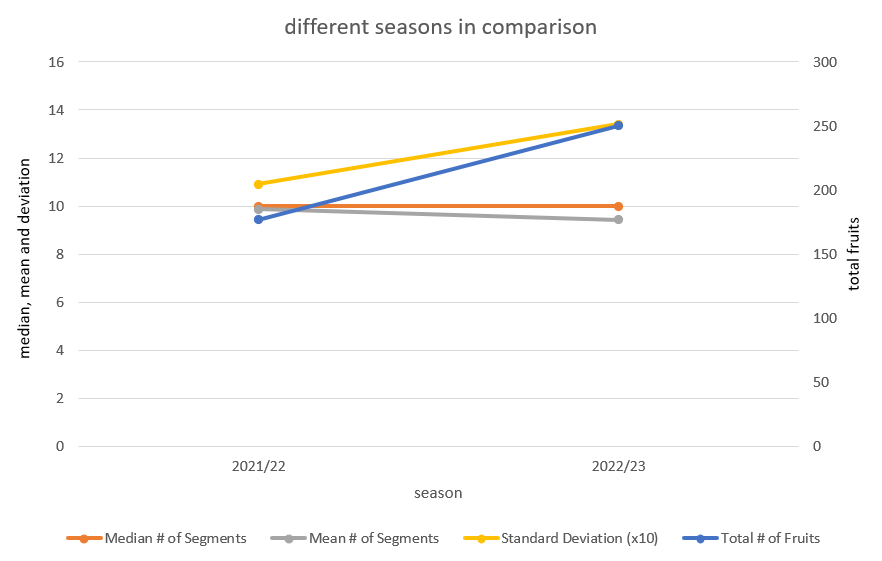 different seasons in comparison
16
14
12
10
8
6
4
2
0
median, mean and deviation
300
250
200
150
100
50
0
total fruits
2021/22
2022/23
season
Median # of Segments
Mean # of Segments
Standard Deviation (x10)
Total # of Fruits